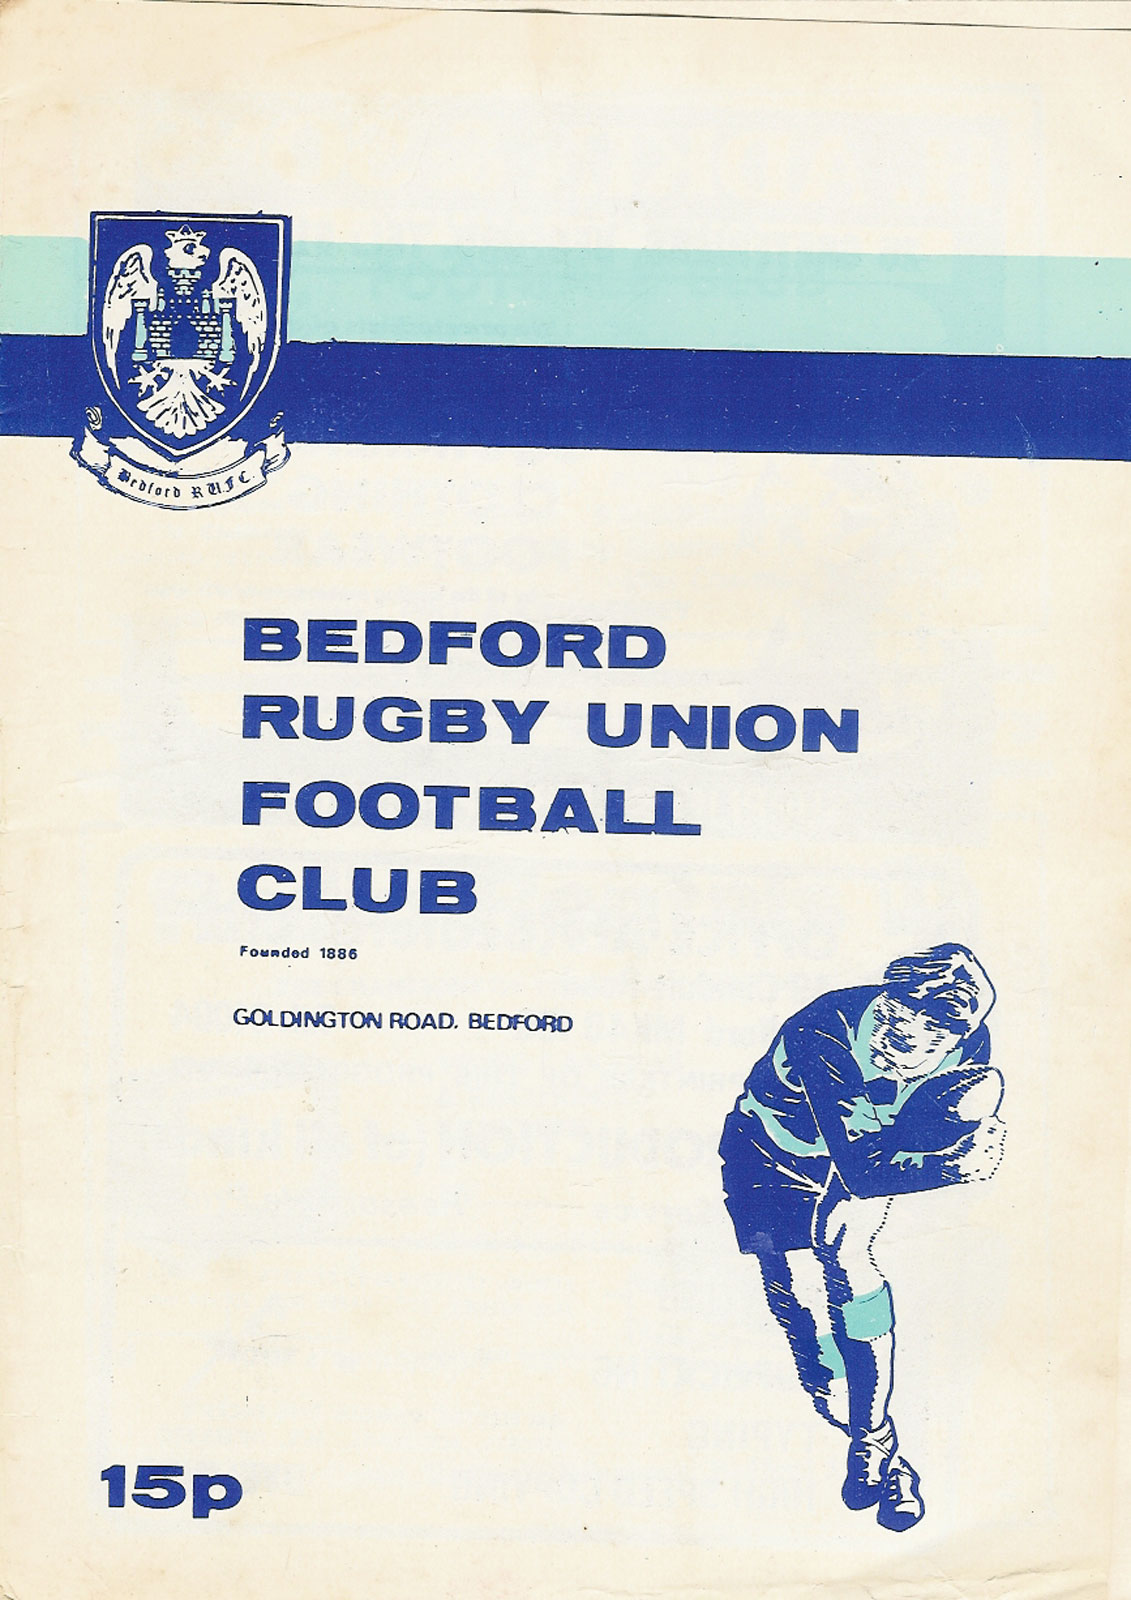 Bedford R.U.F.C.
BEDFORD
RUGBY UNION
FOOTBALL
CLUB
Founded 1886
GOLDINGTON ROAD. BEDFORD
15p